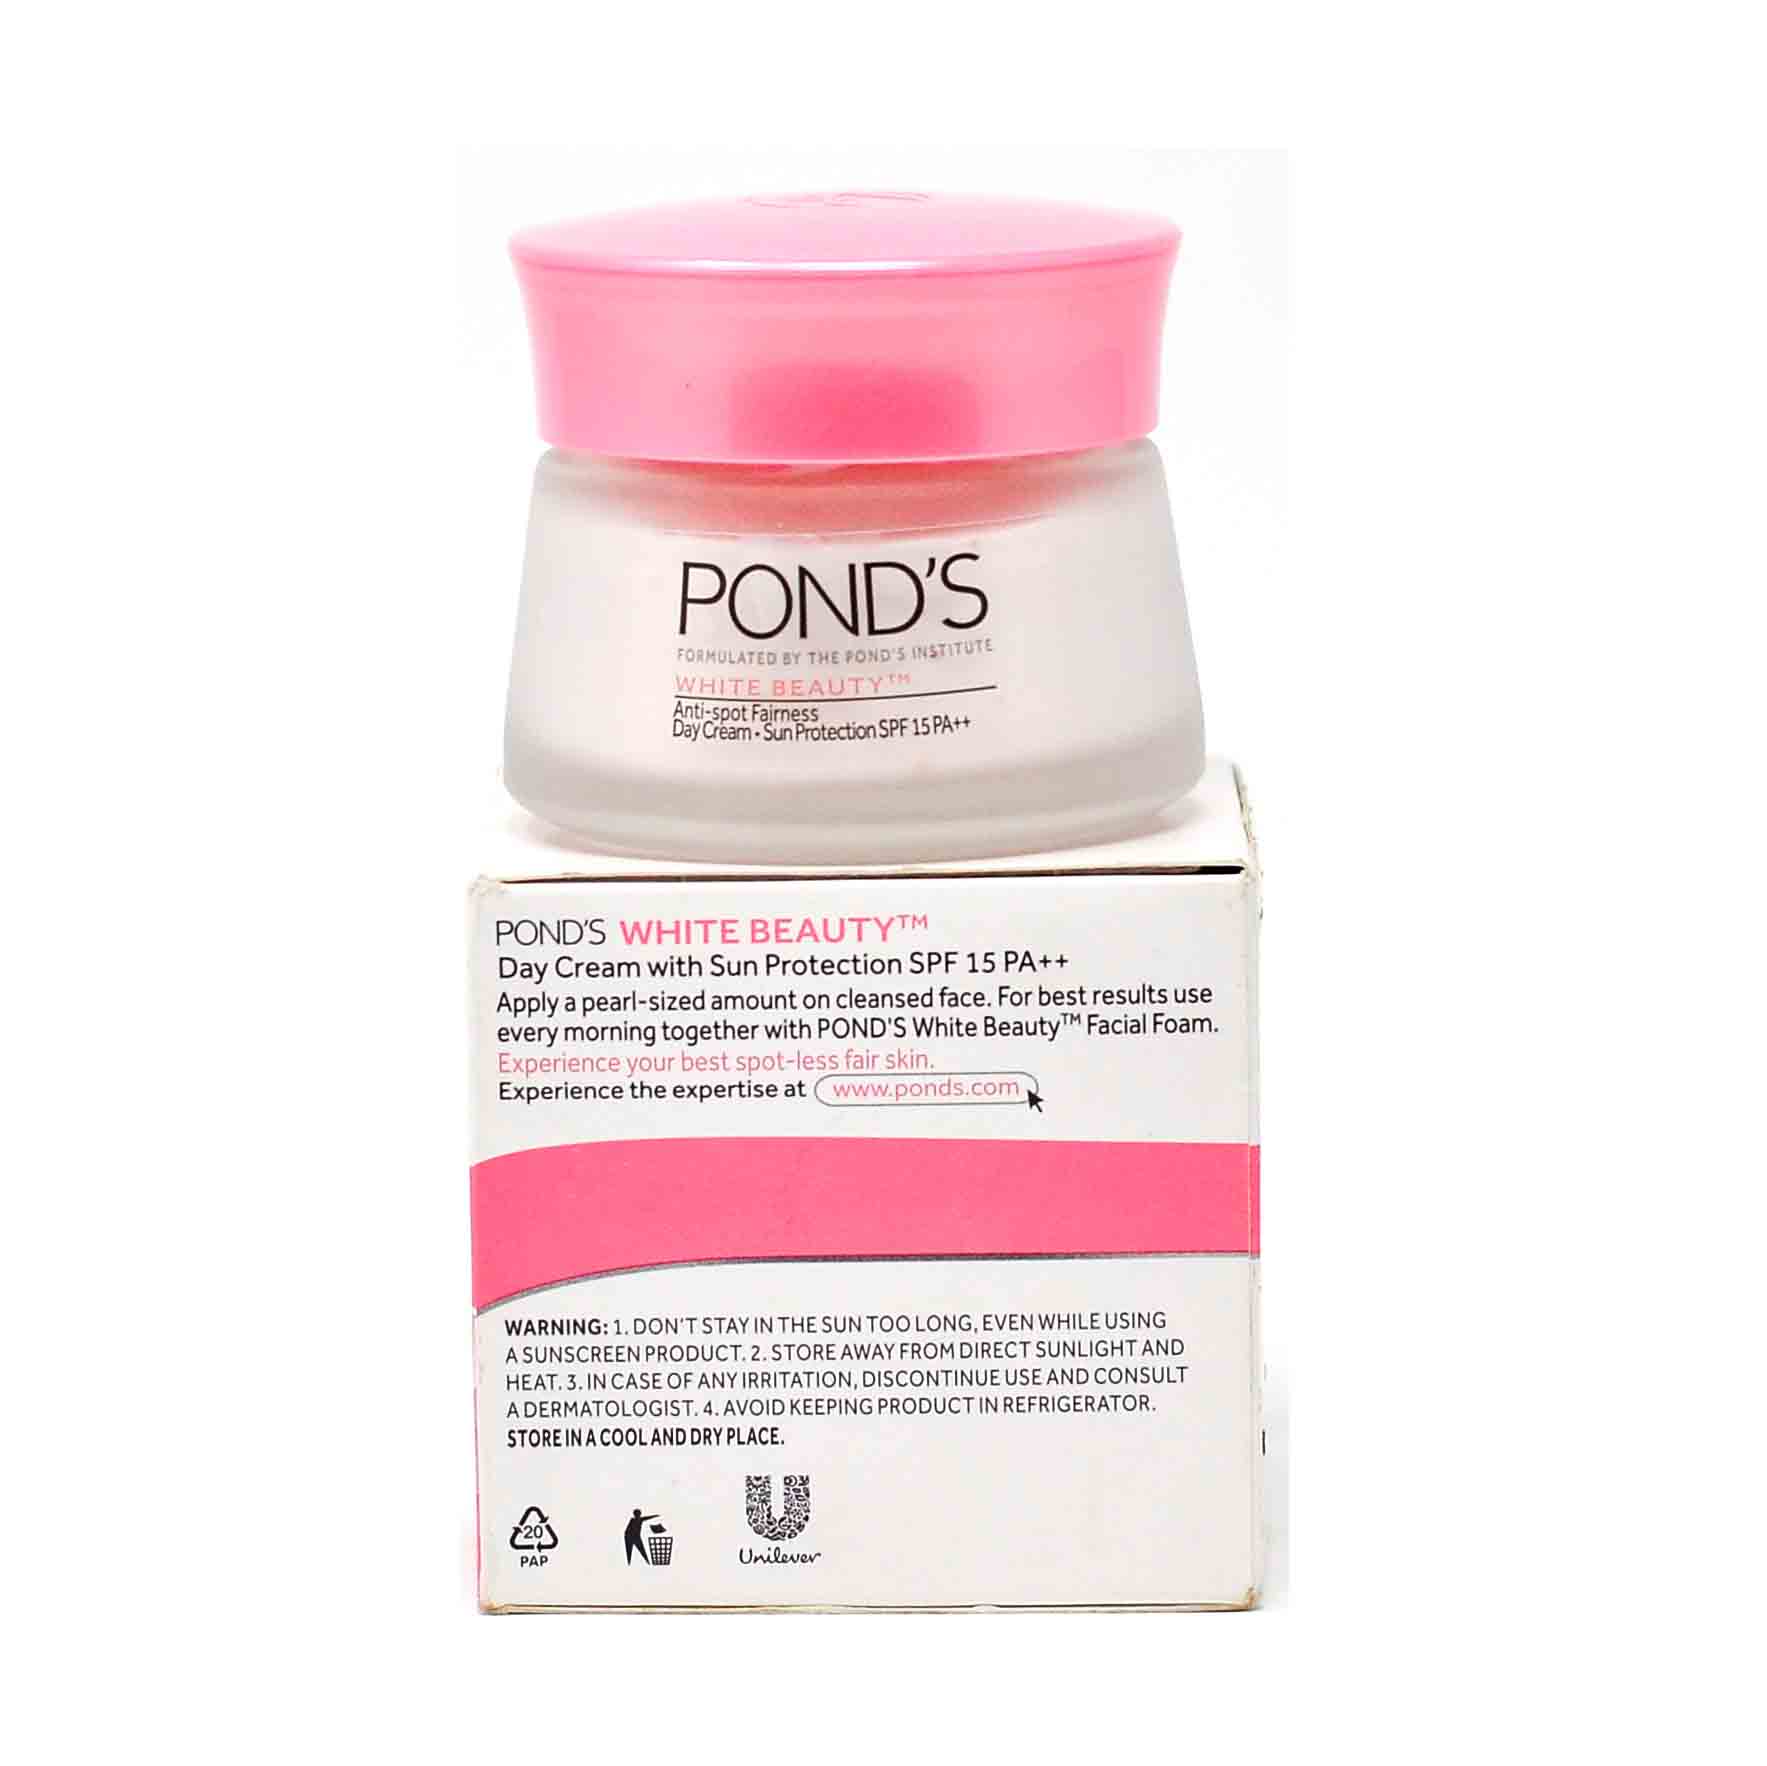 POND'S
FORMULATED BY THE POND'S INSTITUTE
WHITE BEAUTY™
Anti-spot Fairness
Day Cream • Sun Protection SPF 15 PA++
POND'S WHITE BEAUTY™
Day Cream with Sun Protection SPF 15 PA++
Apply a pearl-sized amount on cleansed face. For best results use
every morning together with POND'S White Beauty™ Facial Foam.
Experience your best spot-less fair skin.
Experience the expertise at www.ponds.com
WARNING: 1. DON'T STAY IN THE SUN TOO LONG, EVEN WHILE USING
A SUNSCREEN PRODUCT. 2. STORE AWAY FROM DIRECT SUNLIGHT AND
HEAT. 3. IN CASE OF ANY IRRITATION, DISCONTINUE USE AND CONSULT
A DERMATOLOGIST. 4. AVOID KEEPING PRODUCT IN REFRIGERATOR.
STORE IN A COOL AND DRY PLACE.
20
PAP
Unilever